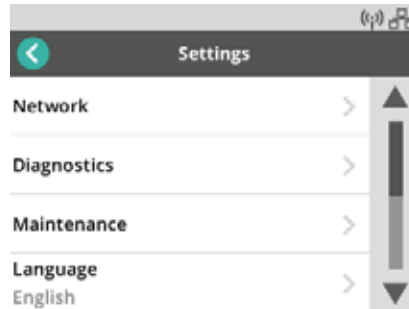 Settings
Network
Diagnostics
Maintenance
Language
English